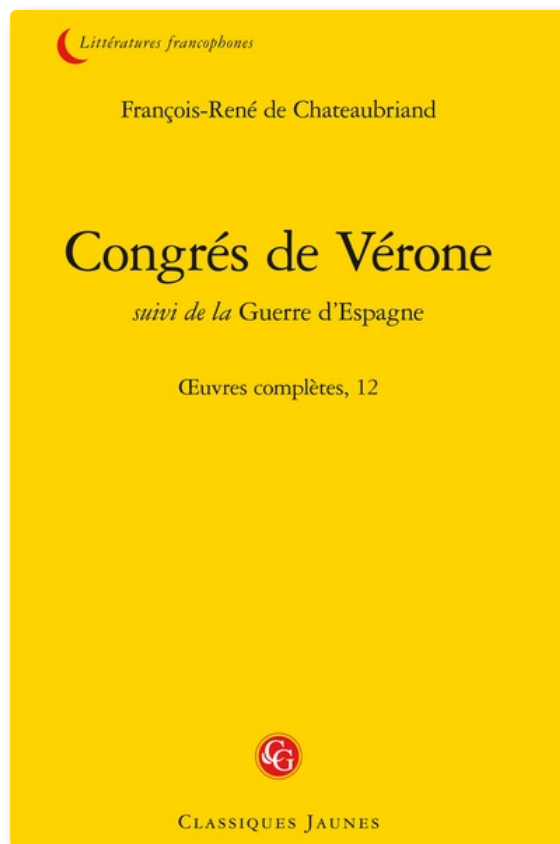 Littératures francophones
François-René de Chateaubriand
Congrés de Vérone
suivi de la Guerre d'Espagne
Œuvres complètes, 12
CG
CLASSIQUES JAUNES